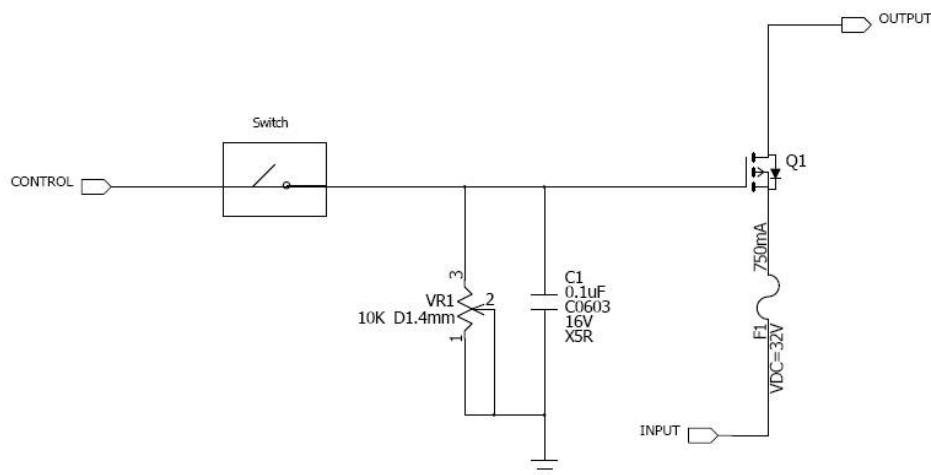 OUTPUT
Switch
CONTROL
Q1
750mA
3
VR1
2
10K D1.4mm
1
C1
0.1uF
C0603
16V
X5R
F1
VDC=32V
INPUT